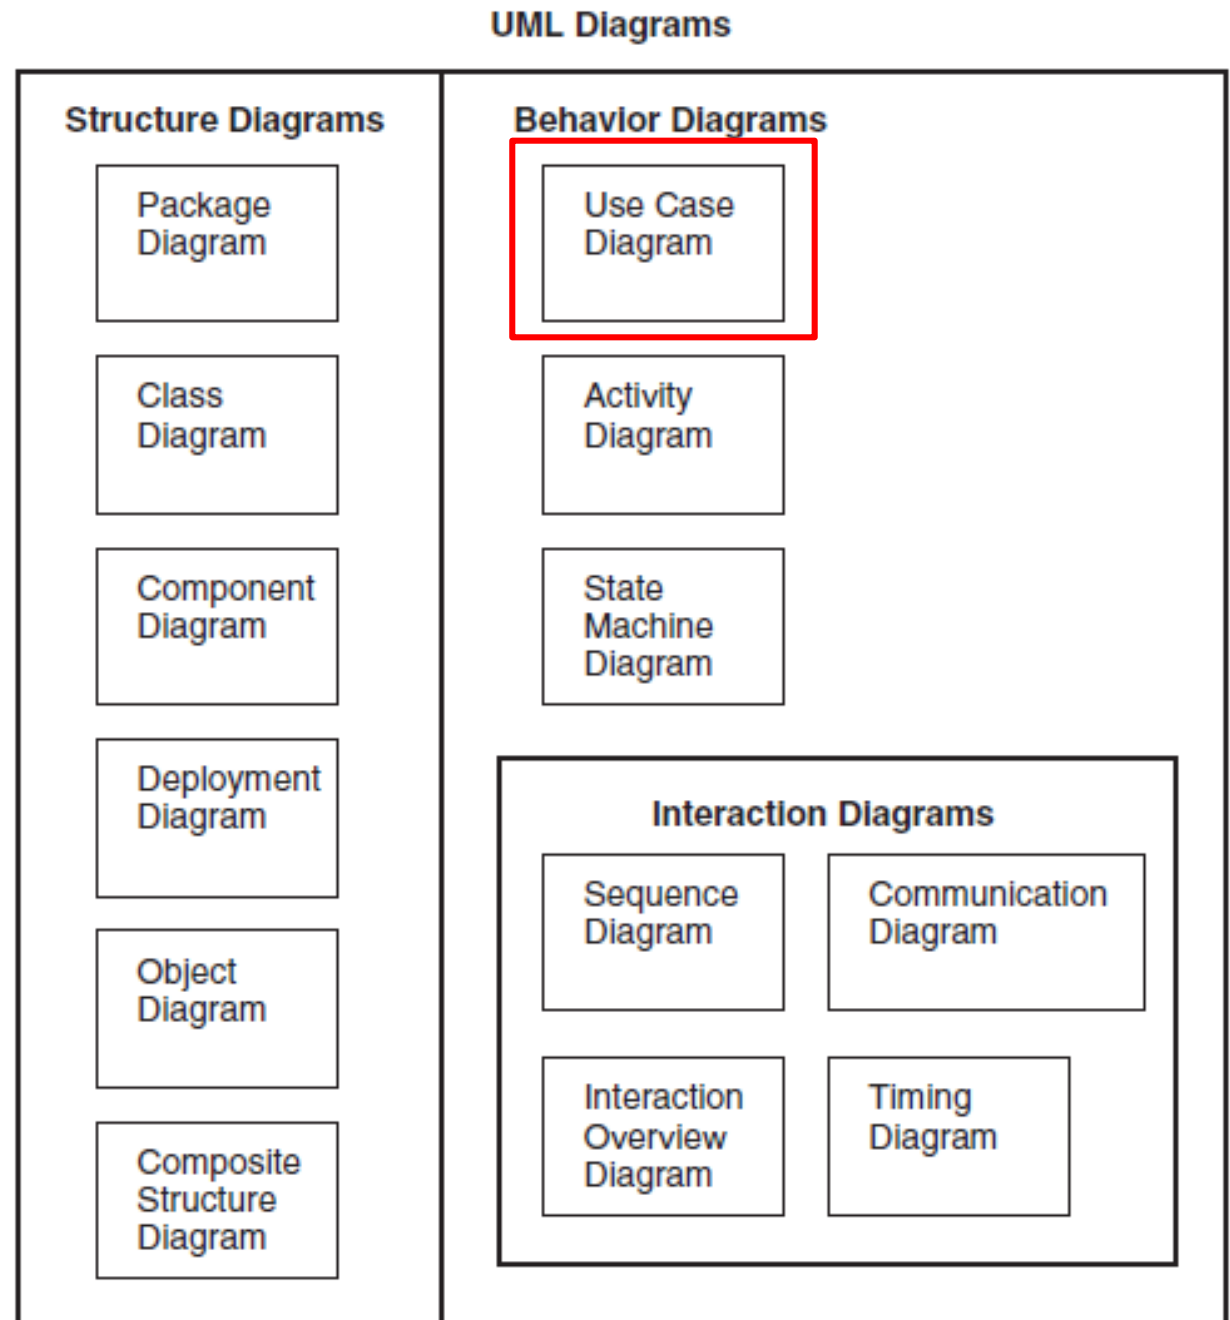 UML Diagrams
Structure Diagrams
Package
Diagram
Class
Diagram
Component
Diagram
Deployment
Diagram
Object
Diagram
Composite
Structure
Diagram
Behavior Diagrams
Use Case
Diagram
Activity
Diagram
State
Machine
Diagram
Interaction Diagrams
Sequence
Diagram
Communication
Diagram
Interaction
Overview
Diagram
Timing
Diagram